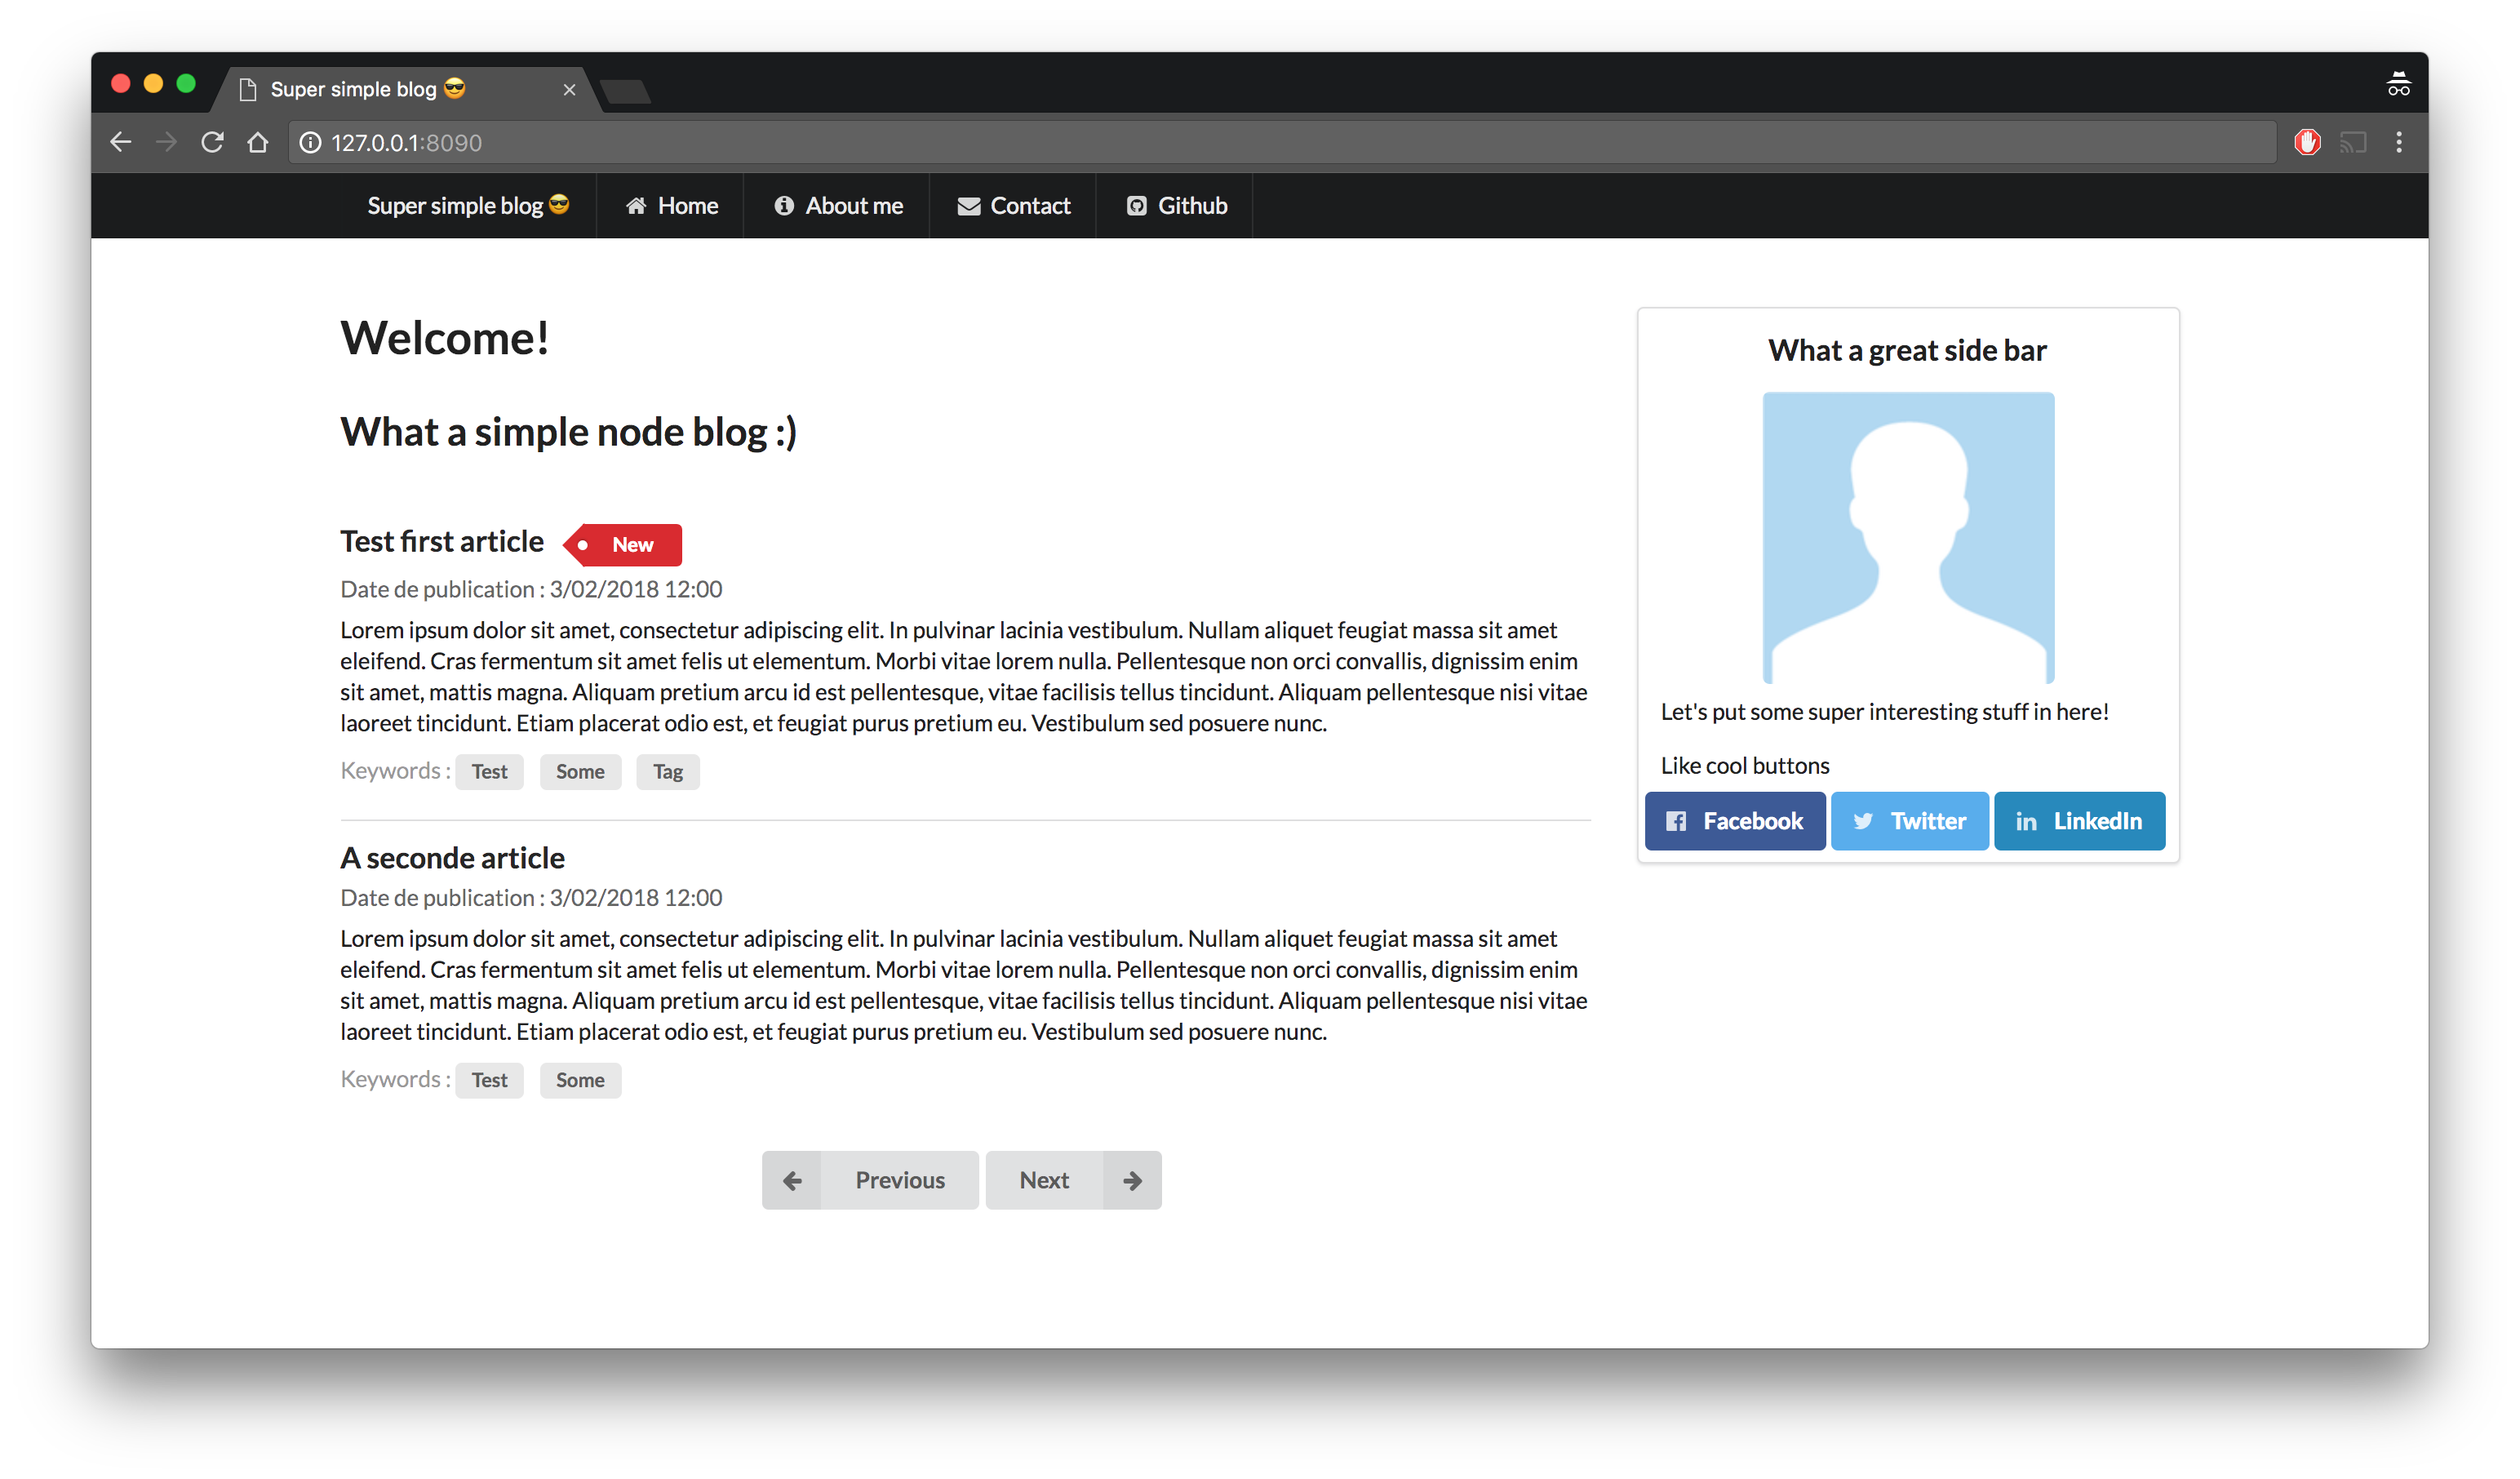 Super simple blog 😎
127.0.0.1:8090
Super simple blog 😎 Home About me Contact Github
Welcome!
What a simple node blog :)
Test first article New
Date de publication : 3/02/2018 12:00
Lorem ipsum dolor sit amet, consectetur adipiscing elit. In pulvinar lacinia vestibulum. Nullam aliquet feugiat massa sit amet
eleifend. Cras fermentum sit amet felis ut elementum. Morbi vitae lorem nulla. Pellentesque non orci convallis, dignissim enim
sit amet, mattis magna. Aliquam pretium arcu id est pellentesque, vitae facilisis tellus tincidunt. Aliquam pellentesque nisi vitae
laoreet tincidunt. Etiam placerat odio est, et feugiat purus pretium eu. Vestibulum sed posuere nunc.
Keywords : Test Some Tag
A seconde article
Date de publication : 3/02/2018 12:00
Lorem ipsum dolor sit amet, consectetur adipiscing elit. In pulvinar lacinia vestibulum. Nullam aliquet feugiat massa sit amet
eleifend. Cras fermentum sit amet felis ut elementum. Morbi vitae lorem nulla. Pellentesque non orci convallis, dignissim enim
sit amet, mattis magna. Aliquam pretium arcu id est pellentesque, vitae facilisis tellus tincidunt. Aliquam pellentesque nisi vitae
laoreet tincidunt. Etiam placerat odio est, et feugiat purus pretium eu. Vestibulum sed posuere nunc.
Keywords : Test Some
Previous Next
What a great side bar
Let's put some super interesting stuff in here!
Like cool buttons
Facebook Twitter LinkedIn